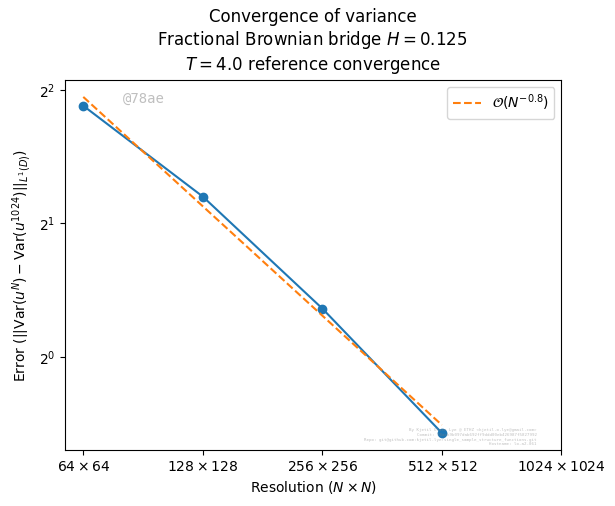 Convergence of variance
Fractional Brownian bridge H = 0.125
T = 4.0 reference convergence
@78ae
O(N^{-0.8})
2^2
2^1
2^0
Error (||Var(u^N) − Var(u^{1024})||_{L^1(D)})
64 × 64
128 × 128
256 × 256
512 × 512
1024 × 1024
Resolution (N × N)